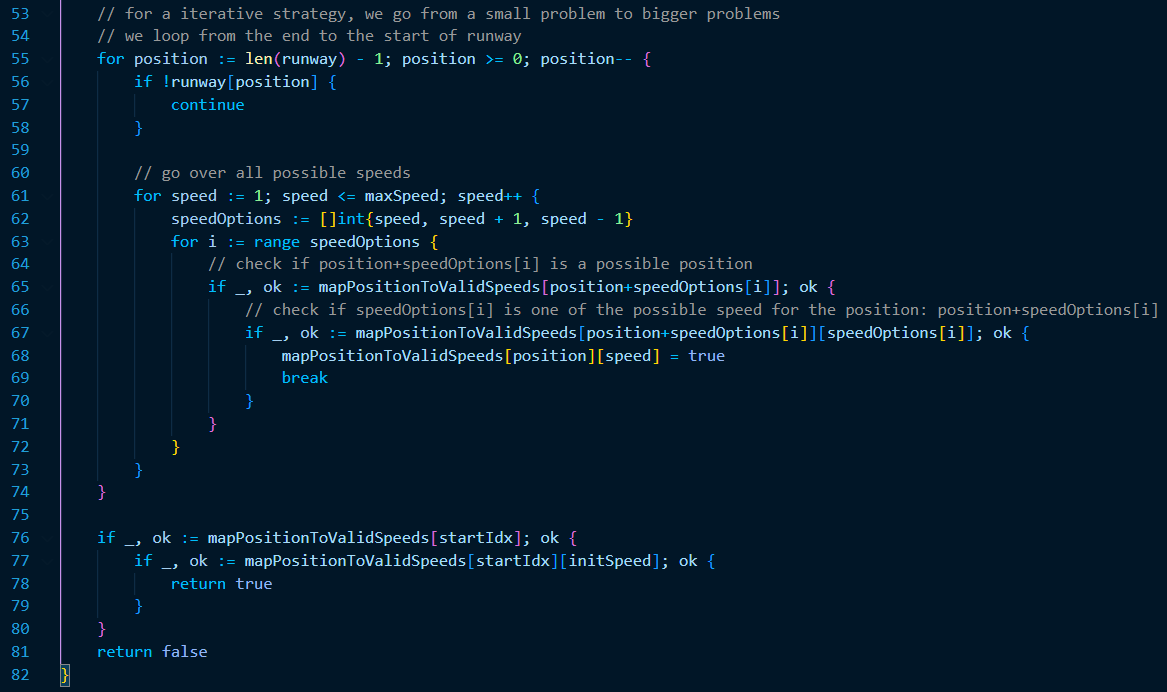 53 // for a iterative strategy, we go from a small problem to bigger problems
54 // we loop from the end to the start of runway
55 for position := len(runway) - 1; position >= 0; position-- {
56 if !runway[position] {
57 continue
58 }
59
60 // go over all possible speeds
61 for speed := 1; speed <= maxSpeed; speed++ {
62 speedOptions := []int{speed, speed + 1, speed - 1}
63 for i := range speedOptions {
64 // check if position+speedOptions[i] is a possible position
65 if _, ok := mapPositionToValidSpeeds[position+speedOptions[i]]; ok {
66 // check if speedOptions[i] is one of the possible speed for the position: position+speedOptions[i]
67 if _, ok := mapPositionToValidSpeeds[position+speedOptions[i]][speedOptions[i]]; ok {
68 mapPositionToValidSpeeds[position][speed] = true
69 break
70 }
71 }
72 }
73 }
74 }
75
76 if _, ok := mapPositionToValidSpeeds[startIdx]; ok {
77 if _, ok := mapPositionToValidSpeeds[startIdx][initSpeed]; ok {
78 return true
79 }
80 }
81 return false
82 }